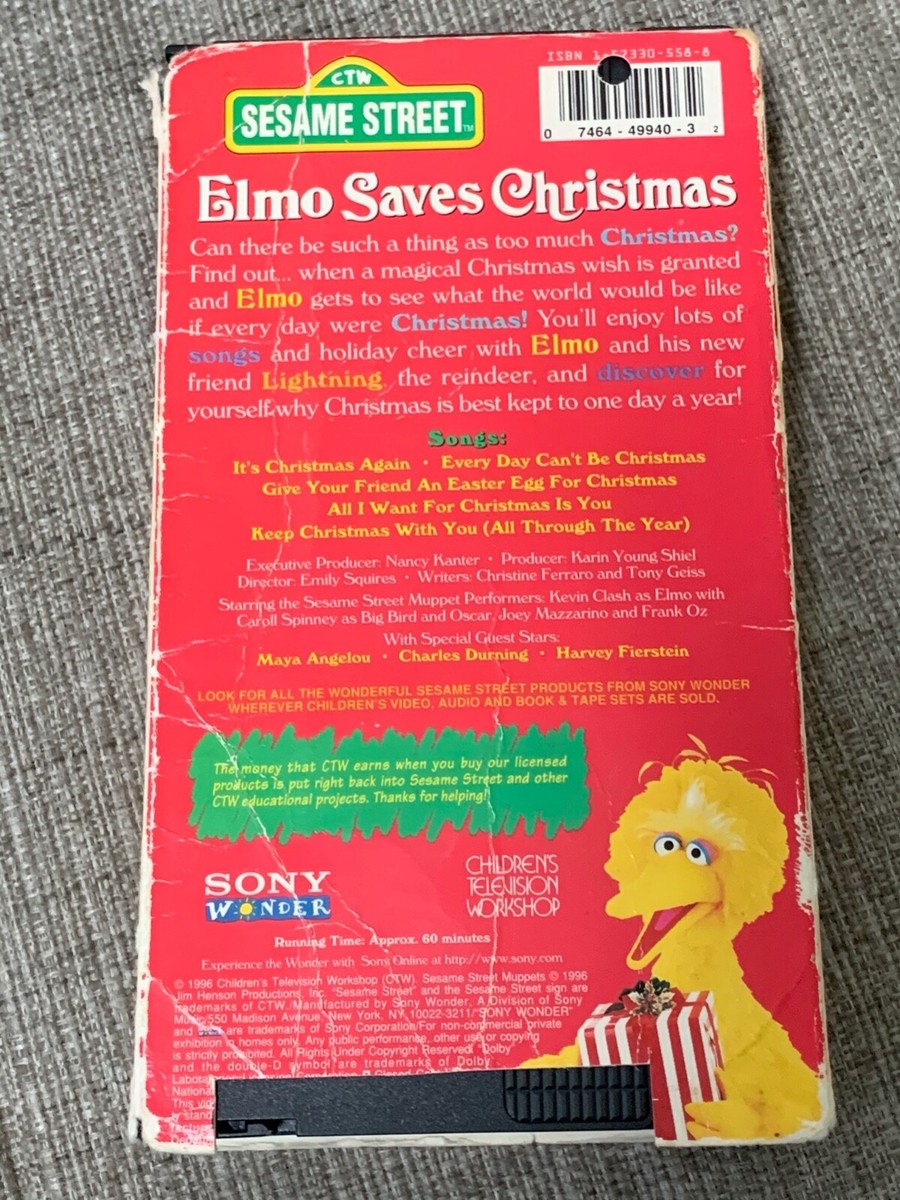 ISBN 1-57330-558-8
CTW
SESAME STREET™
0 7464 - 49940 - 3 2
Elmo Saves Christmas
Can there be such a thing as too much Christmas?
Find out... when a magical Christmas wish is granted
and Elmo gets to see what the world would be like
if every day were Christmas! You'll enjoy lots of
songs and holiday cheer with Elmo and his new
friend Lightning, the reindeer, and discover for
yourself why Christmas is best kept to one day a year!
Songs:
It's Christmas Again • Every Day Can't Be Christmas
Give Your Friend An Easter Egg For Christmas
All I Want For Christmas Is You
Keep Christmas With You (All Through The Year)
Executive Producer: Nancy Kanter • Producer: Karin Young Shiel
Director: Emily Squires • Writers: Christine Ferraro and Tony Geiss
Starring the Sesame Street Muppet Performers: Kevin Clash as Elmo with
Caroll Spinney as Big Bird and Oscar, Joey Mazzarino and Frank Oz
With Special Guest Stars:
Maya Angelou • Charles Durning • Harvey Fierstein
LOOK FOR ALL THE WONDERFUL SESAME STREET PRODUCTS FROM SONY WONDER
WHEREVER CHILDREN'S VIDEO, AUDIO AND BOOK & TAPE SETS ARE SOLD.
The money that CTW earns when you buy our licensed
products is put right back into Sesame Street and other
CTW educational projects. Thanks for helping!
SONY
WONDER
CHILDREN'S
TELEVISION
WORKSHOP
Running Time: Approx. 60 minutes
Experience the Wonder with Sony Online at http://www.sony.com
© 1996 Children's Television Workshop (CTW). Sesame Street Muppets © 1996
Jim Henson Productions, Inc. "Sesame Street" and the Sesame Street sign are
trademarks of CTW. Manufactured by Sony Wonder, A Division of Sony
Music/550 Madison Avenue, New York, NY 10022-3211/"SONY WONDER"
and are trademarks of Sony Corporation/For non-commercial private
exhibition in homes only. Any public performance, other use or copying
is strictly prohibited. All Rights Under Copyright Reserved. "Dolby"
and the double-D symbol are trademarks of Dolby